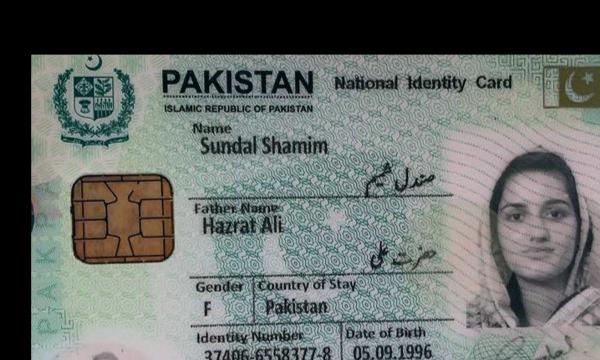 PAKISTAN National Identity Card
ISLAMIC REPUBLIC OF PAKISTAN
Name
Sundal Shamim
صندل شمیم
Father Name
Hazrat Ali
حضرت علی
Gender Country of Stay
F Pakistan
Identity Number Date of Birth
37406-6558377-8 05.09.1996